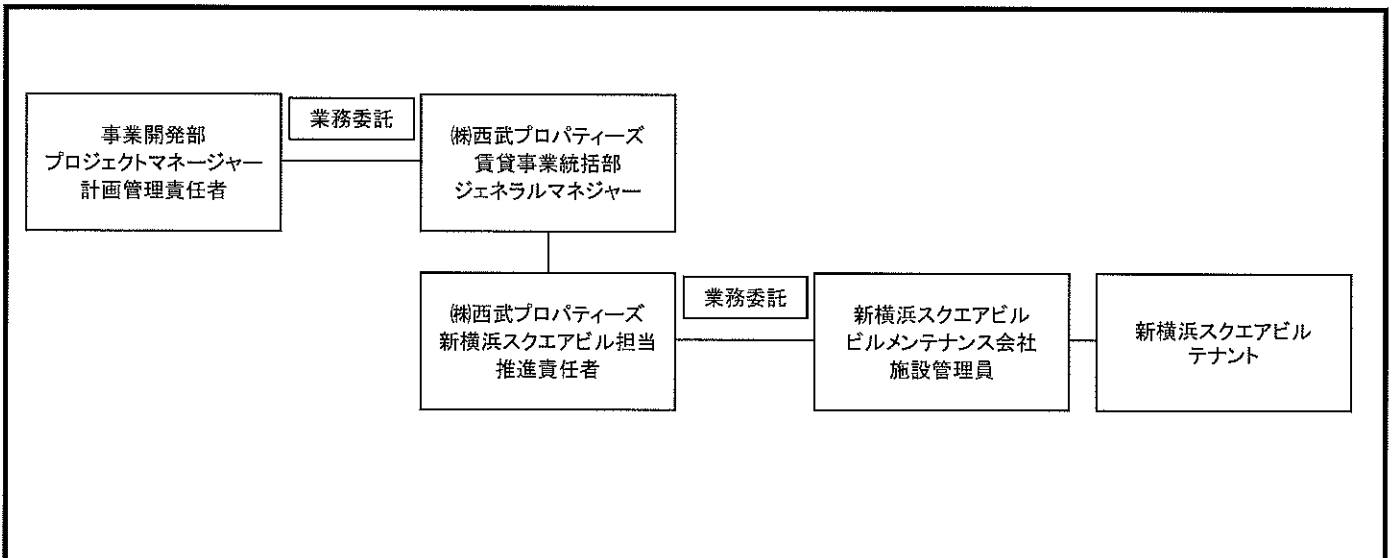 事業開発部
プロジェクトマネージャー
計画管理責任者
業務委託
㈱西武プロパティーズ
賃貸事業統括部
ジェネラルマネジャー
㈱西武プロパティーズ
新横浜スクエアビル担当
推進責任者
業務委託
新横浜スクエアビル
ビルメンテナンス会社
施設管理員
新横浜スクエアビル
テナント